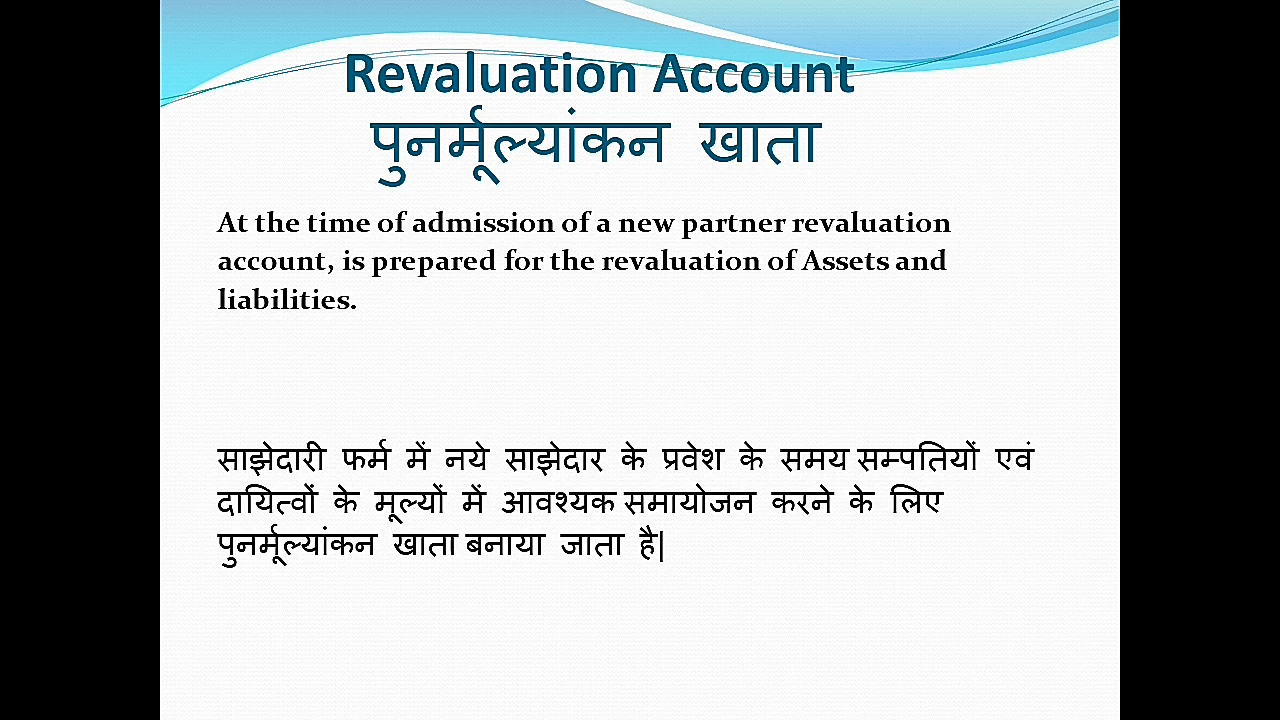 Revaluation Account
पुनर्मूल्यांकन खाता
At the time of admission of a new partner revaluation
account, is prepared for the revaluation of Assets and
liabilities.
साझेदारी फर्म में नये साझेदार के प्रवेश के समय सम्पतियों एवं
दायित्वों के मूल्यों में आवश्यक समायोजन करने के लिए
पुनर्मूल्यांकन खाता बनाया जाता है|